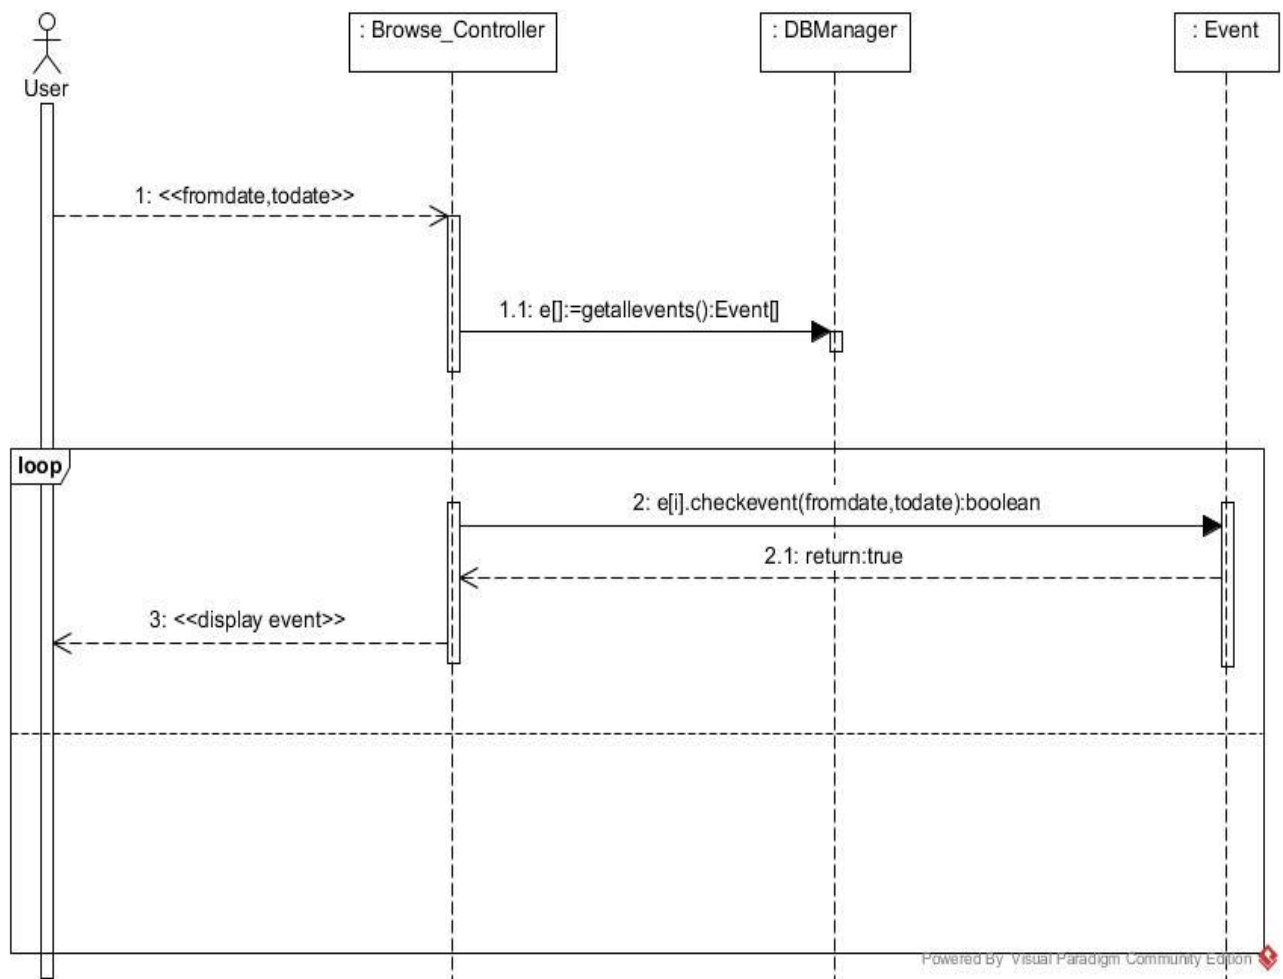 : Browse_Controller
: DBManager
: Event
User
1: <<fromdate,todate>>
1.1: e[]:=getallevents():Event[]
loop
2: e[i].checkevent(fromdate,todate):boolean
2.1: return:true
3: <<display event>>
Powered By Visual Paradigm Community Edition